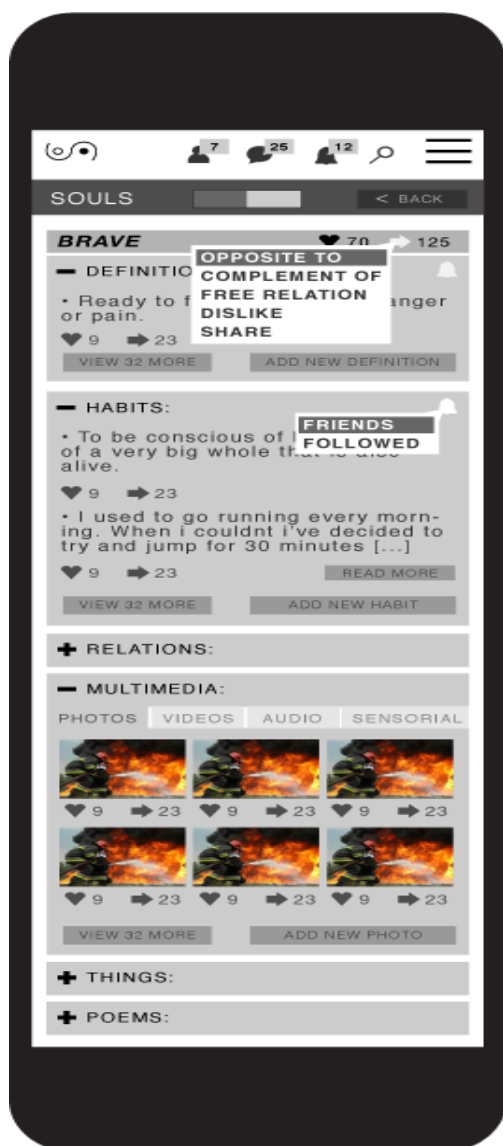 7 25 12
SOULS < BACK
BRAVE 70 125
OPPOSITE TO
COMPLEMENT OF
FREE RELATION
DISLIKE
SHARE
DEFINITIO
• Ready to f anger
or pain.
9 23
VIEW 32 MORE ADD NEW DEFINITION
HABITS:
FRIENDS
FOLLOWED
• To be conscious of
of a very big whole that is also
alive.
9 23
• I used to go running every morn-
ing. When i couldnt i've decided to
try and jump for 30 minutes [...]
9 23 READ MORE
VIEW 32 MORE ADD NEW HABIT
RELATIONS:
MULTIMEDIA:
PHOTOS VIDEOS AUDIO SENSORIAL
9 23 9 23 9 23
9 23 9 23 9 23
VIEW 32 MORE ADD NEW PHOTO
THINGS:
POEMS: